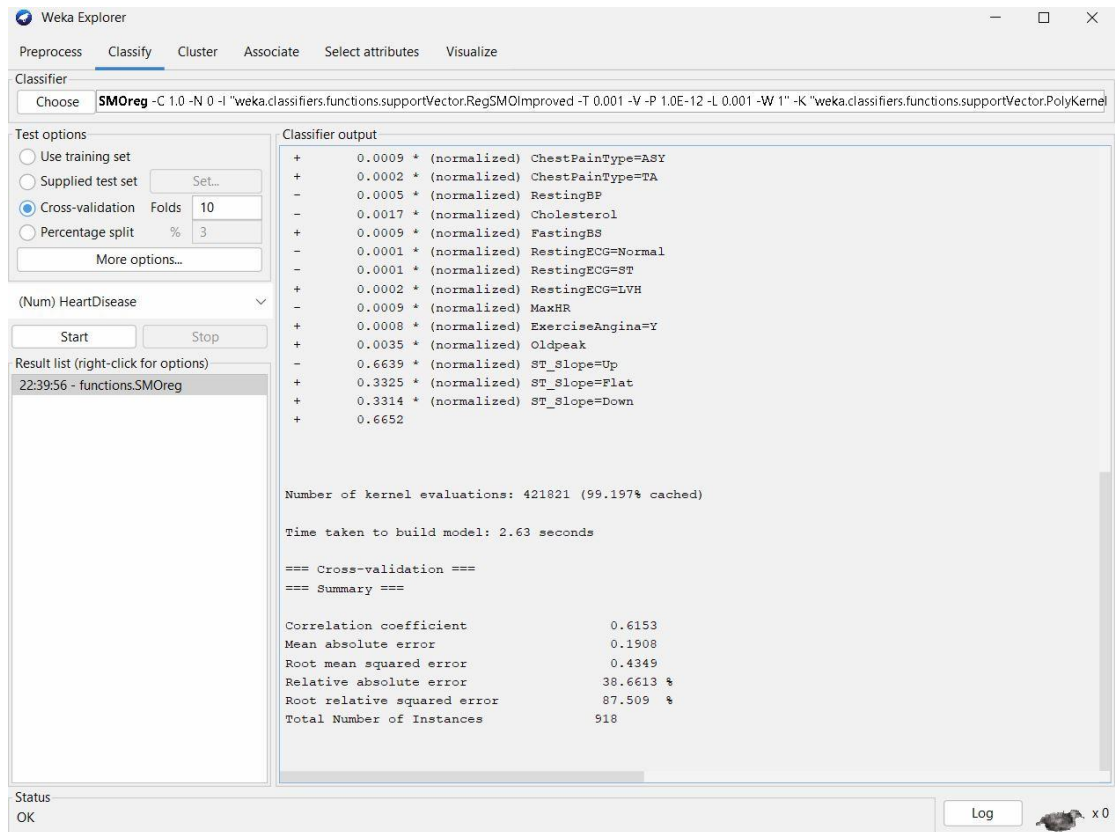 Weka Explorer
Preprocess Classify Cluster Associate Select attributes Visualize
Classifier
Choose SMOreg -C 1.0 -N 0 -I "weka.classifiers.functions.supportVector.RegSMOImproved -T 0.001 -V -P 1.0E-12 -L 0.001 -W 1" -K "weka.classifiers.functions.supportVector.PolyKernel
Test options
Use training set
Supplied test set Set...
Cross-validation Folds 10
Percentage split % 3
More options...
(Num) HeartDisease
Start Stop
Result list (right-click for options)
22:39:56 - functions.SMOreg
Classifier output
+ 0.0009 * (normalized) ChestPainType=ASY
+ 0.0002 * (normalized) ChestPainType=TA
- 0.0005 * (normalized) RestingBP
- 0.0017 * (normalized) Cholesterol
+ 0.0009 * (normalized) FastingBS
- 0.0001 * (normalized) RestingECG=Normal
- 0.0001 * (normalized) RestingECG=ST
+ 0.0002 * (normalized) RestingECG=LVH
- 0.0009 * (normalized) MaxHR
+ 0.0008 * (normalized) ExerciseAngina=Y
+ 0.0035 * (normalized) Oldpeak
- 0.6639 * (normalized) ST_Slope=Up
+ 0.3325 * (normalized) ST_Slope=Flat
+ 0.3314 * (normalized) ST_Slope=Down
+ 0.6652
Number of kernel evaluations: 421821 (99.197% cached)
Time taken to build model: 2.63 seconds
=== Cross-validation ===
=== Summary ===
Correlation coefficient 0.6153
Mean absolute error 0.1908
Root mean squared error 0.4349
Relative absolute error 38.6613 %
Root relative squared error 87.509 %
Total Number of Instances 918
Status
OK
Log
x 0